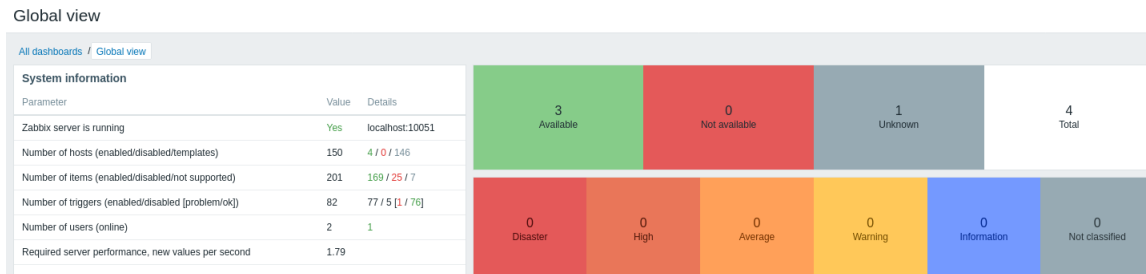 Global view
All dashboards / Global view
System information
Parameter Value Details
Zabbix server is running Yes localhost:10051
Number of hosts (enabled/disabled/templates) 150 4 / 0 / 146
Number of items (enabled/disabled/not supported) 201 169 / 25 / 7
Number of triggers (enabled/disabled [problem/ok]) 82 77 / 5 [1 / 76]
Number of users (online) 2 1
Required server performance, new values per second 1.79
3 0 1 4
Available Not available Unknown Total
0 0 0 0 0 0
Disaster High Average Warning Information Not classified